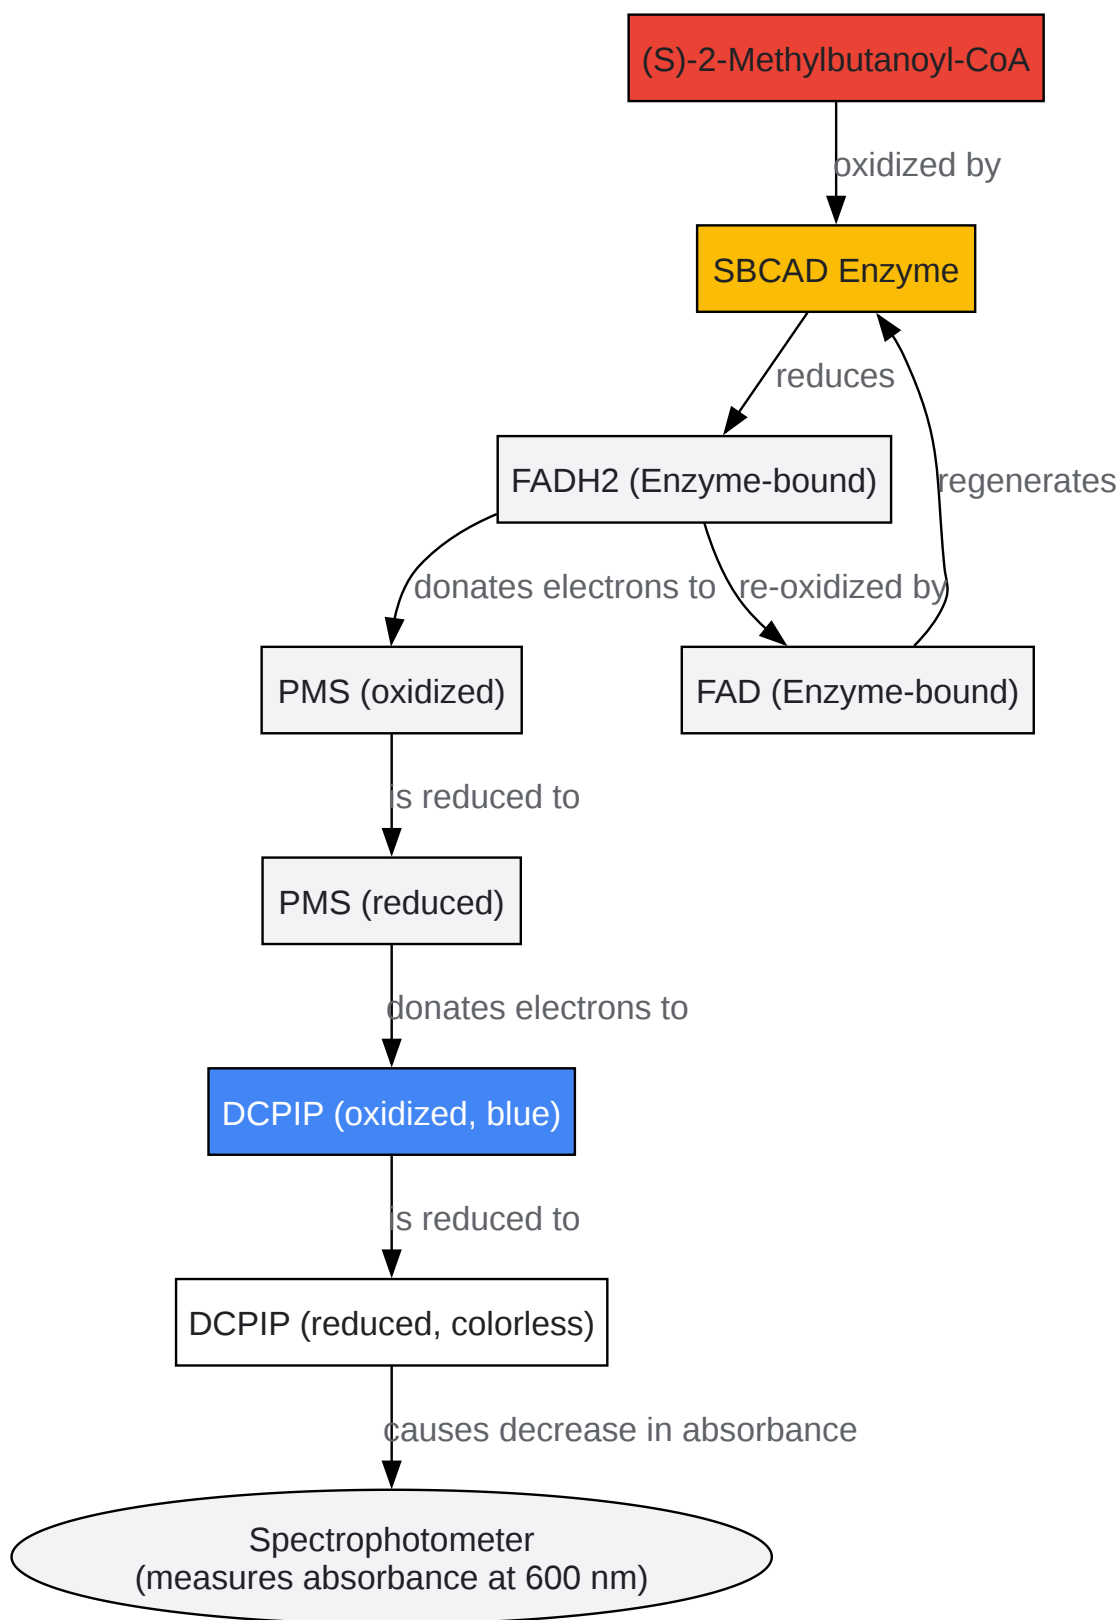 (S)-2-Methylbutanoyl-CoA
oxidized by
SBCAD Enzyme
reduces
FADH2 (Enzyme-bound)
regenerates
donates electrons to
re-oxidized by
PMS (oxidized)
FAD (Enzyme-bound)
is reduced to
PMS (reduced)
donates electrons to
DCPIP (oxidized, blue)
is reduced to
DCPIP (reduced, colorless)
causes decrease in absorbance
Spectrophotometer
(measures absorbance at 600 nm)